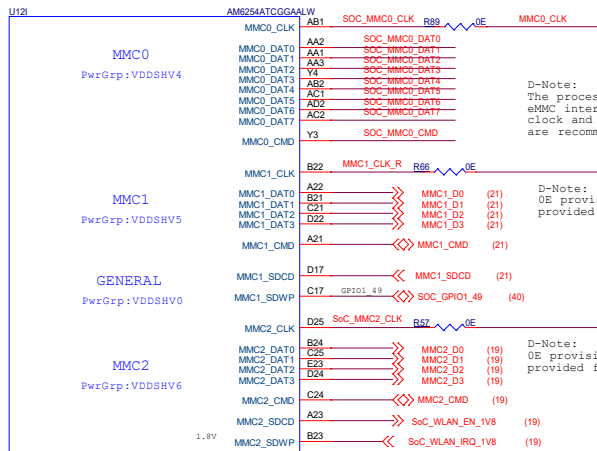 U12I AM6254ATCGGAALW
MMC0
PwrGrp:VDDSHV4
MMC0_CLK AB1 SOC_MMC0_CLK R89 0E MMC0_CLK
MMC0_DAT0 AA2 SOC_MMC0_DAT0
MMC0_DAT1 AA1 SOC_MMC0_DAT1
MMC0_DAT2 AA3 SOC_MMC0_DAT2
MMC0_DAT3 Y4 SOC_MMC0_DAT3
MMC0_DAT4 AB2 SOC_MMC0_DAT4
MMC0_DAT5 AC1 SOC_MMC0_DAT5
MMC0_DAT6 AD2 SOC_MMC0_DAT6
MMC0_DAT7 AC2 SOC_MMC0_DAT7
MMC0_CMD Y3 SOC_MMC0_CMD
D-Note:
The proces
eMMC inter
clock and
are recomm
MMC1
PwrGrp:VDDSHV5
MMC1_CLK B22 MMC1_CLK_R R66 0E
MMC1_DAT0 A22 MMC1_D0 (21)
MMC1_DAT1 B21 MMC1_D1 (21)
MMC1_DAT2 C21 MMC1_D2 (21)
MMC1_DAT3 D22 MMC1_D3 (21)
MMC1_CMD A21 MMC1_CMD (21)
D-Note:
0E provi
provided
GENERAL
PwrGrp:VDDSHV0
MMC1_SDCD D17 MMC1_SDCD (21)
MMC1_SDWP C17 GPIO1_49 SOC_GPIO1_49 (40)
MMC2
PwrGrp:VDDSHV6
MMC2_CLK D25 SoC_MMC2_CLK R57 0E
MMC2_DAT0 B24 MMC2_D0 (19)
MMC2_DAT1 C25 MMC2_D1 (19)
MMC2_DAT2 E23 MMC2_D2 (19)
MMC2_DAT3 D24 MMC2_D3 (19)
MMC2_CMD C24 MMC2_CMD (19)
MMC2_SDCD A23 SoC_WLAN_EN_1V8 (19)
1.8V MMC2_SDWP B23 SoC_WLAN_IRQ_1V8 (19)
D-Note:
0E provisi
provided f